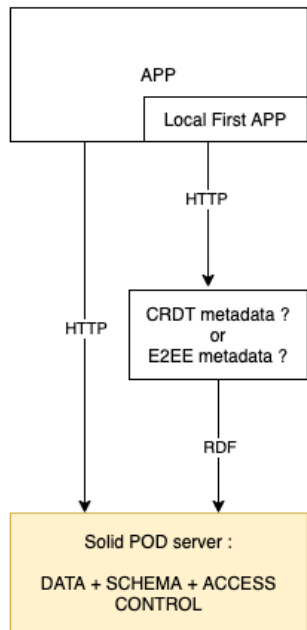 APP
Local First APP
HTTP
CRDT metadata ?
or
E2EE metadata ?
HTTP
RDF
Solid POD server :
DATA + SCHEMA + ACCESS
CONTROL